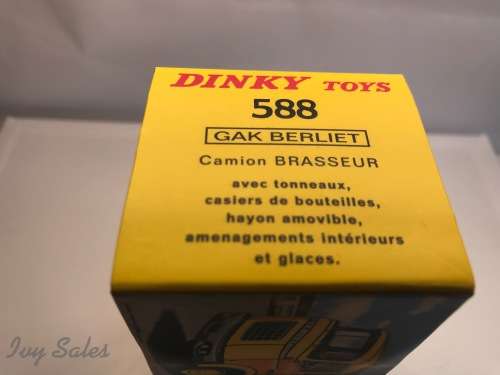 DINKY TOYS
588
GAK BERLIET
Camion BRASSEUR
avec tonneaux,
casiers de bouteilles,
hayon amovible,
amenagements intérieurs
et glaces.
Ivy Sales